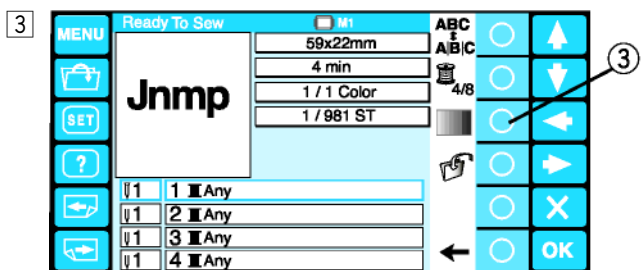 3
MENU
SET
?
Ready To Sew M1
Jnmp
59x22mm
4 min
1 / 1 Color
1 / 981 ST
1 1 Any
1 2 Any
1 3 Any
1 4 Any
ABC
A|B|C
4/8
3
X
OK